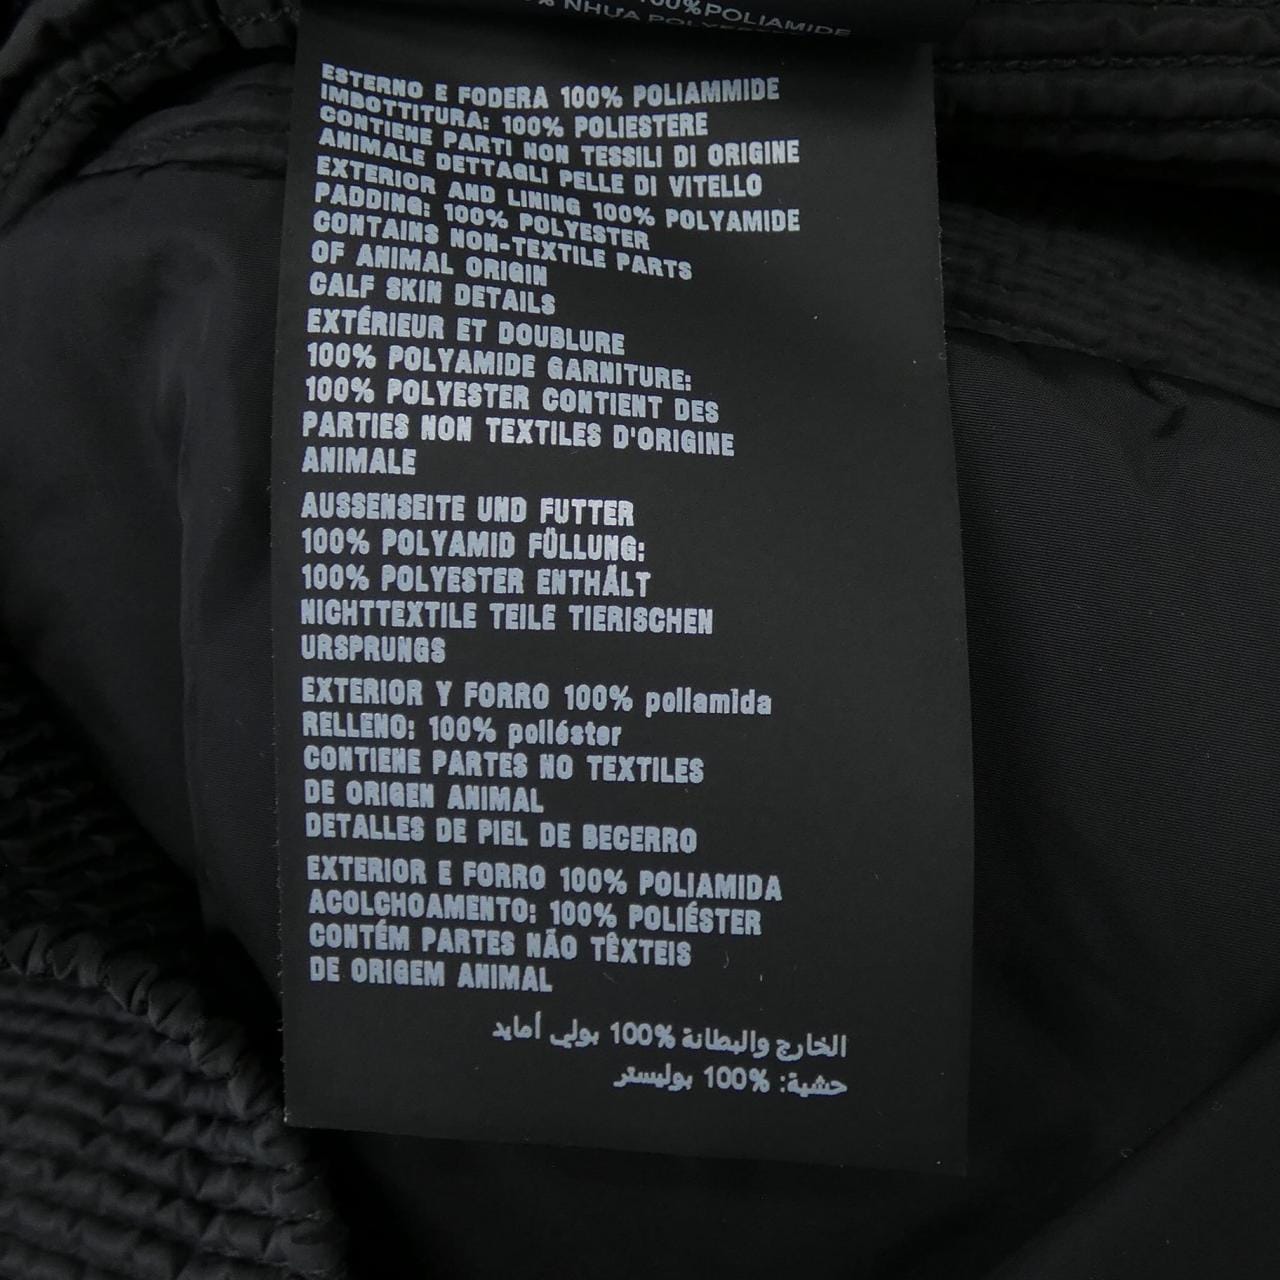 100%POLIAMIDE
% NHỰA
ESTERNO E FODERA 100% POLIAMMIDE
IMBOTTITURA: 100% POLIESTERE
CONTIENE PARTI NON TESSILI DI ORIGINE
ANIMALE DETTAGLI PELLE DI VITELLO
EXTERIOR AND LINING 100% POLYAMIDE
PADDING: 100% POLYESTER
CONTAINS NON-TEXTILE PARTS
OF ANIMAL ORIGIN
CALF SKIN DETAILS
EXTÉRIEUR ET DOUBLURE
100% POLYAMIDE GARNITURE:
100% POLYESTER CONTIENT DES
PARTIES NON TEXTILES D'ORIGINE
ANIMALE
AUSSENSEITE UND FUTTER
100% POLYAMID FÜLLUNG:
100% POLYESTER ENTHÄLT
NICHTTEXTILE TEILE TIERISCHEN
URSPRUNGS
EXTERIOR Y FORRO 100% poliamida
RELLENO: 100% poliéster
CONTIENE PARTES NO TEXTILES
DE ORIGEN ANIMAL
DETALLES DE PIEL DE BECERRO
EXTERIOR E FORRO 100% POLIAMIDA
ACOLCHOAMENTO: 100% POLIÉSTER
CONTÉM PARTES NÃO TÊXTEIS
DE ORIGEM ANIMAL
الخارج والبطانة %100 بولي أمايد
حشية: %100 بوليستر